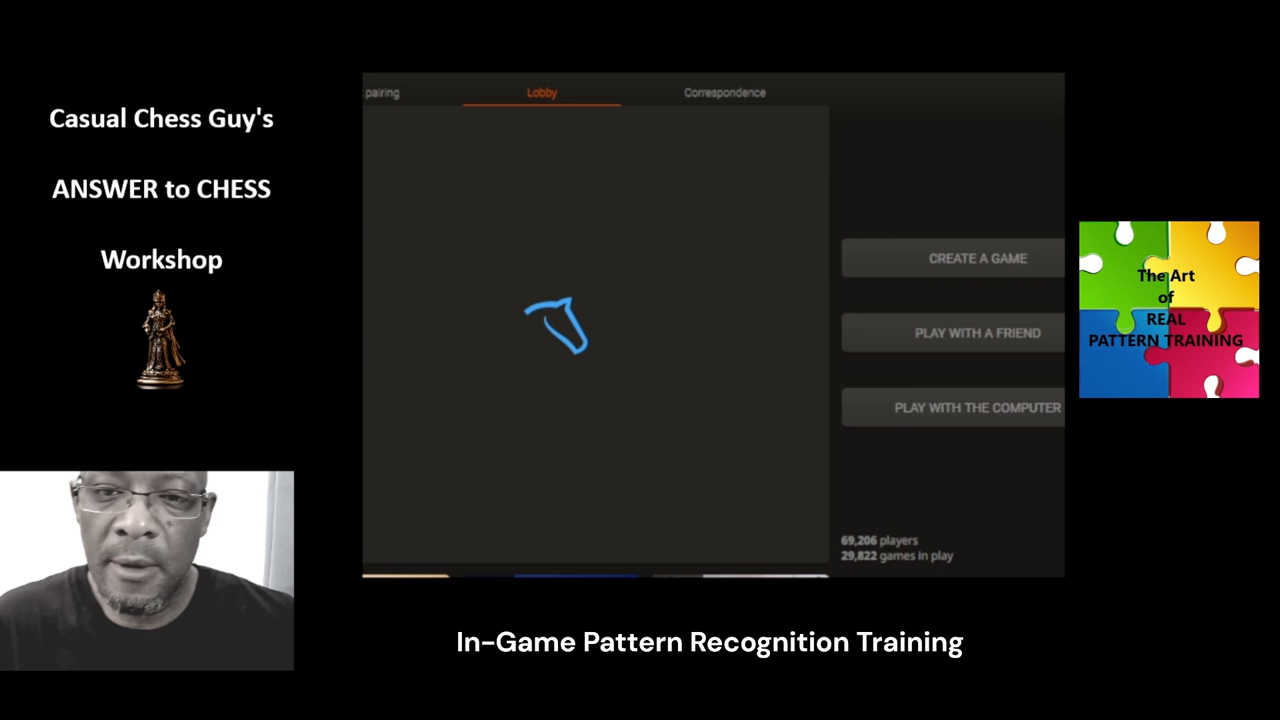 Casual Chess Guy's
ANSWER to CHESS
Workshop
pairing
Lobby
Correspondence
CREATE A GAME
PLAY WITH A FRIEND
PLAY WITH THE COMPUTER
69,206 players
29,822 games in play
The Art
of
REAL
PATTERN TRAINING
In-Game Pattern Recognition Training